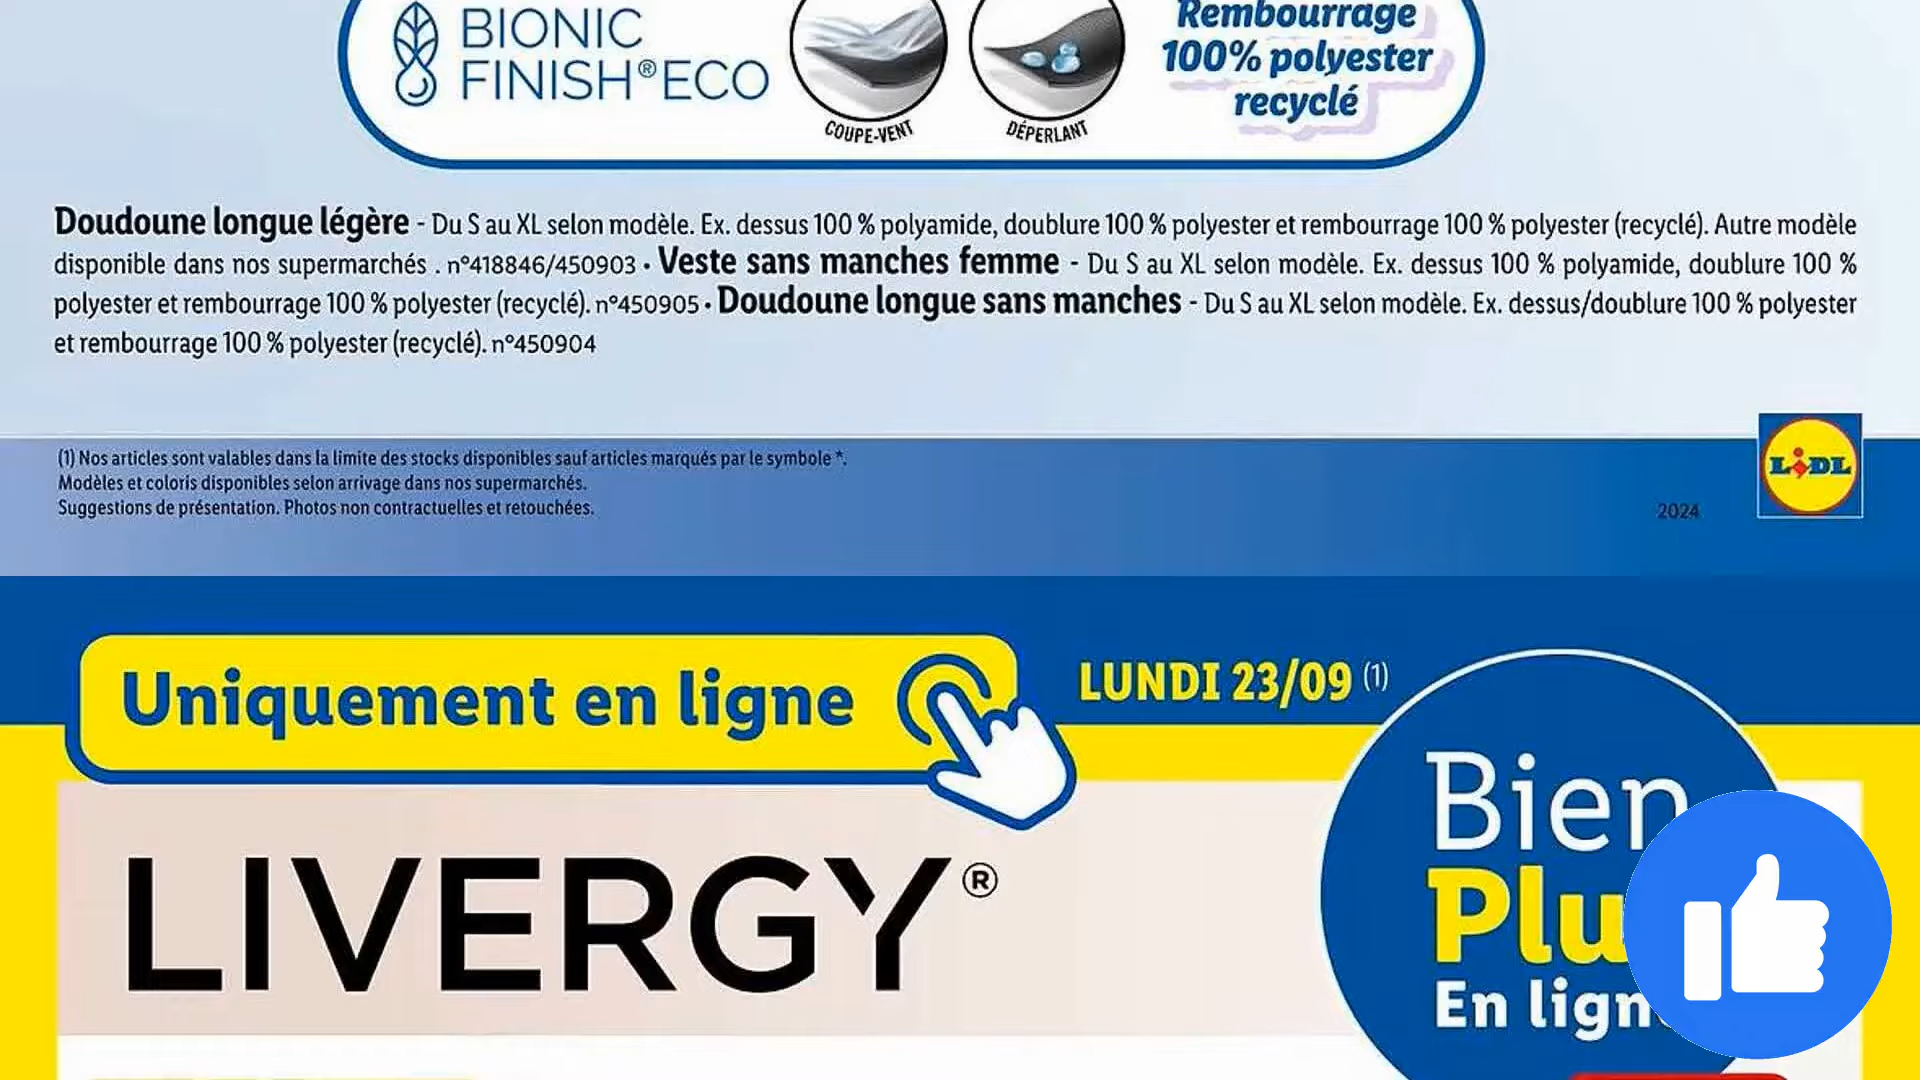 BIONIC
FINISH®ECO
COUPE-VENT
DÉPERLANT
Rembourrage
100% polyester
recyclé
Doudoune longue légère - Du S au XL selon modèle. Ex. dessus 100 % polyamide, doublure 100 % polyester et rembourrage 100 % polyester (recyclé). Autre modèle
disponible dans nos supermarchés . n°418846/450903 • Veste sans manches femme - Du S au XL selon modèle. Ex. dessus 100 % polyamide, doublure 100 %
polyester et rembourrage 100 % polyester (recyclé). n°450905 • Doudoune longue sans manches - Du S au XL selon modèle. Ex. dessus/doublure 100 % polyester
et rembourrage 100 % polyester (recyclé). n°450904
(1) Nos articles sont valables dans la limite des stocks disponibles sauf articles marqués par le symbole *.
Modèles et coloris disponibles selon arrivage dans nos supermarchés.
Suggestions de présentation. Photos non contractuelles et retouchées.
2024
LIDL
Uniquement en ligne
LUNDI 23/09 (1)
LIVERGY®
Bien
Plu
En lign